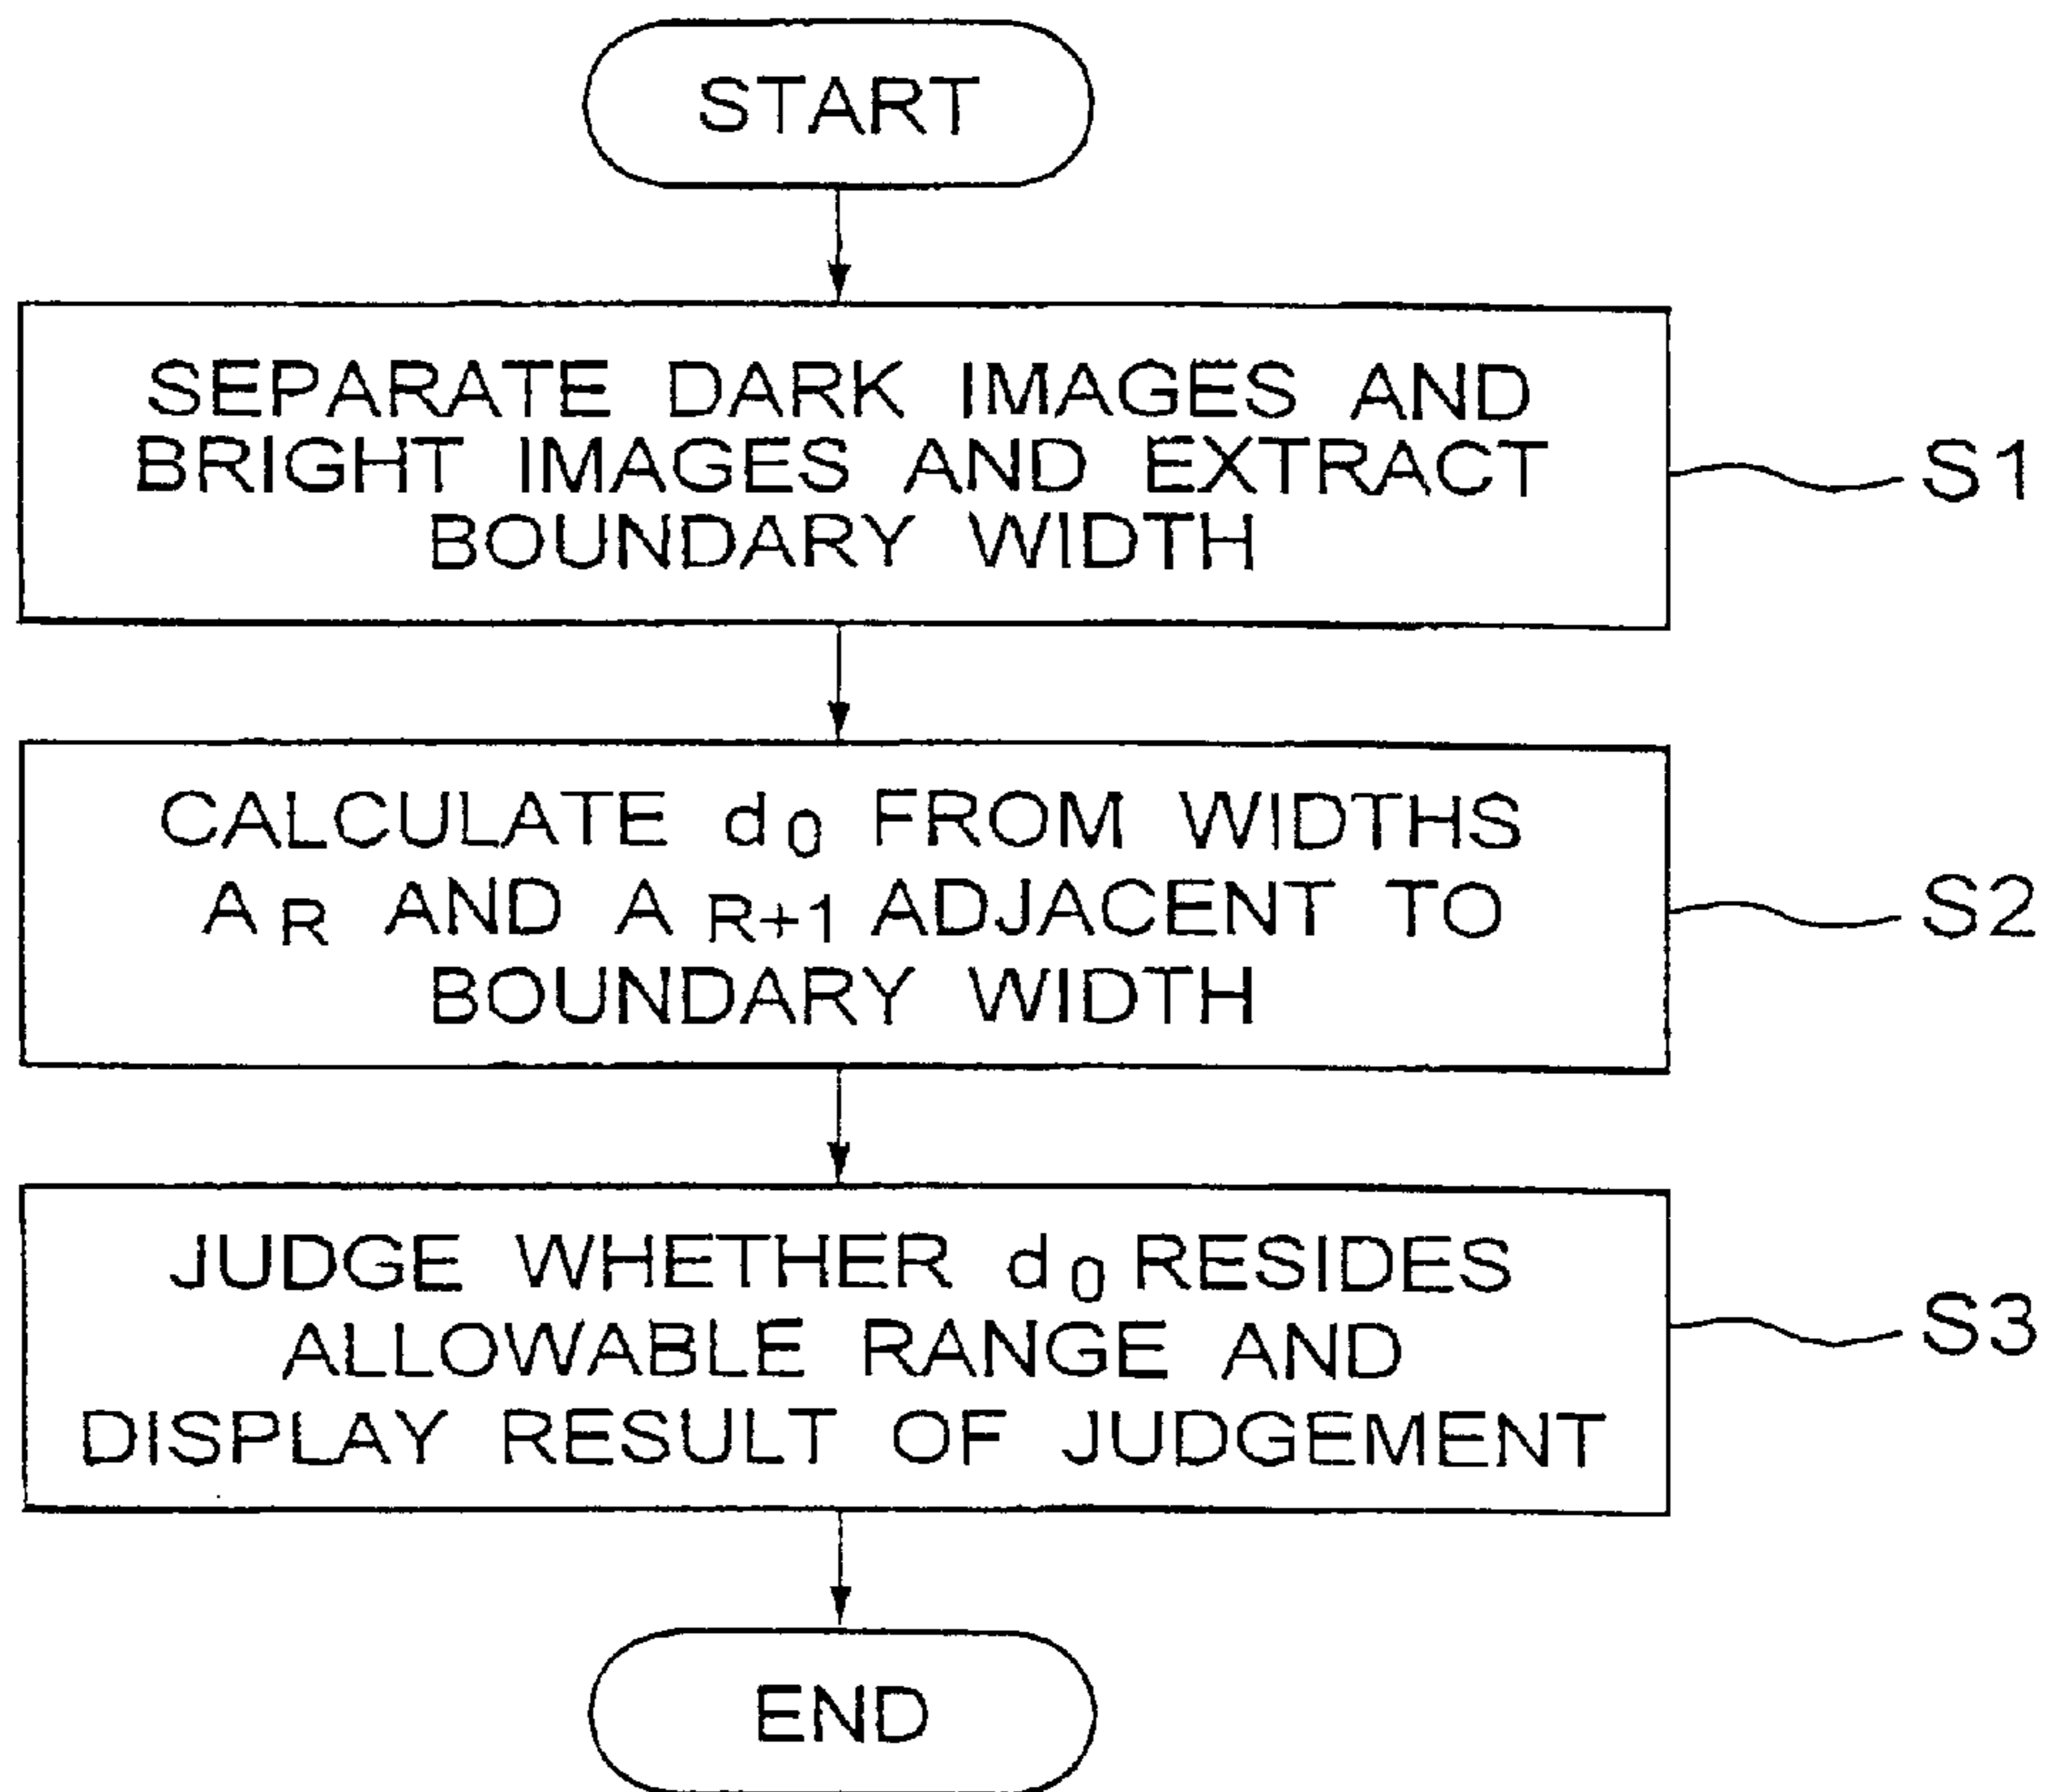 START
SEPARATE DARK IMAGES AND
BRIGHT IMAGES AND EXTRACT
BOUNDARY WIDTH
S1
CALCULATE d0 FROM WIDTHS
AR AND AR+1 ADJACENT TO
BOUNDARY WIDTH
S2
JUDGE WHETHER d0 RESIDES
ALLOWABLE RANGE AND
DISPLAY RESULT OF JUDGEMENT
S3
END